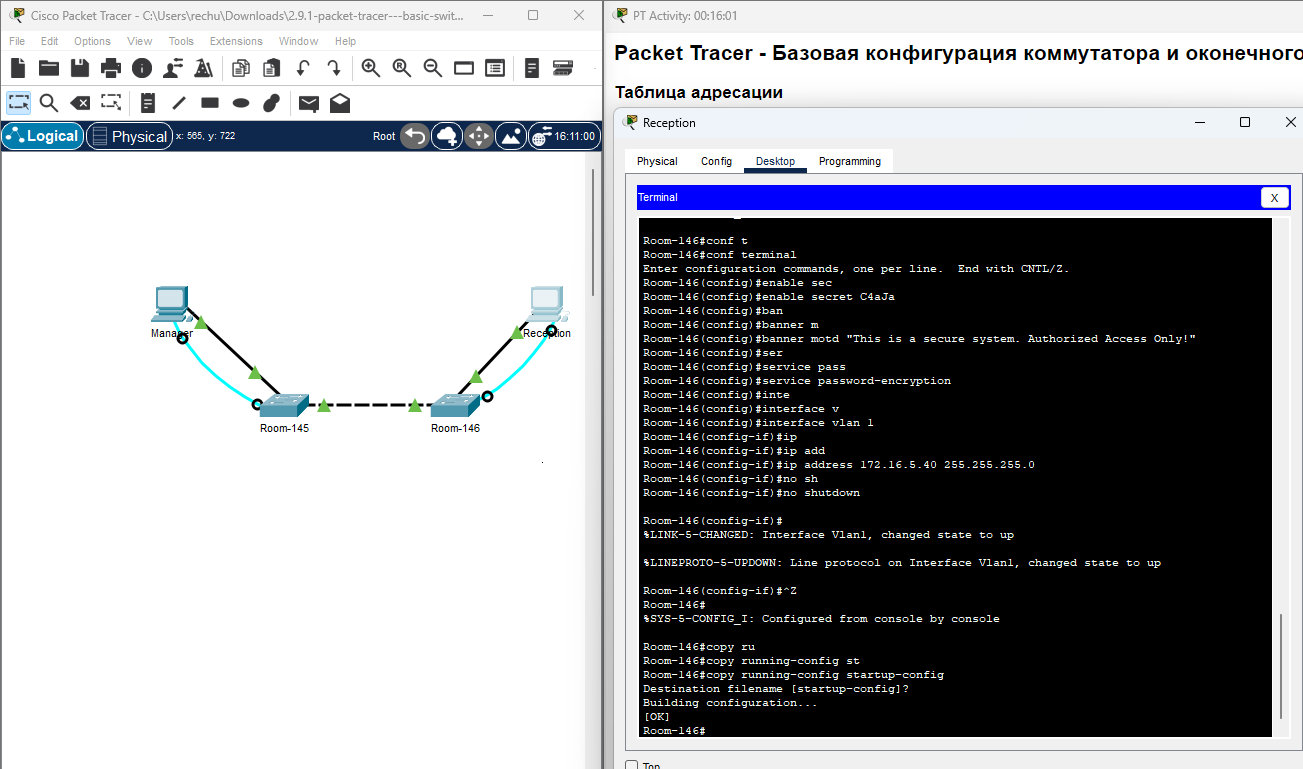 Cisco Packet Tracer - C:\Users\rechu\Downloads\2.9.1-packet-tracer---basic-swit...
File Edit Options View Tools Extensions Window Help
Logical
Physical
x: 565, y: 722
Root
16:11:00
Manager
Reception
Room-145
Room-146
PT Activity: 00:16:01
Packet Tracer - Базовая конфигурация коммутатора и оконечного
Таблица адресации
Reception
Physical Config Desktop Programming
Terminal
X
Room-146#conf t
Room-146#conf terminal
Enter configuration commands, one per line.  End with CNTL/Z.
Room-146(config)#enable sec
Room-146(config)#enable secret C4aJa
Room-146(config)#ban
Room-146(config)#banner m
Room-146(config)#banner motd "This is a secure system. Authorized Access Only!"
Room-146(config)#ser
Room-146(config)#service pass
Room-146(config)#service password-encryption
Room-146(config)#inte
Room-146(config)#interface v
Room-146(config)#interface vlan 1
Room-146(config-if)#ip
Room-146(config-if)#ip add
Room-146(config-if)#ip address 172.16.5.40 255.255.255.0
Room-146(config-if)#no sh
Room-146(config-if)#no shutdown
Room-146(config-if)#
%LINK-5-CHANGED: Interface Vlan1, changed state to up
%LINEPROTO-5-UPDOWN: Line protocol on Interface Vlan1, changed state to up
Room-146(config-if)#^Z
Room-146#
%SYS-5-CONFIG_I: Configured from console by console
Room-146#copy ru
Room-146#copy running-config st
Room-146#copy running-config startup-config
Destination filename [startup-config]?
Building configuration...
[OK]
Room-146#
Top